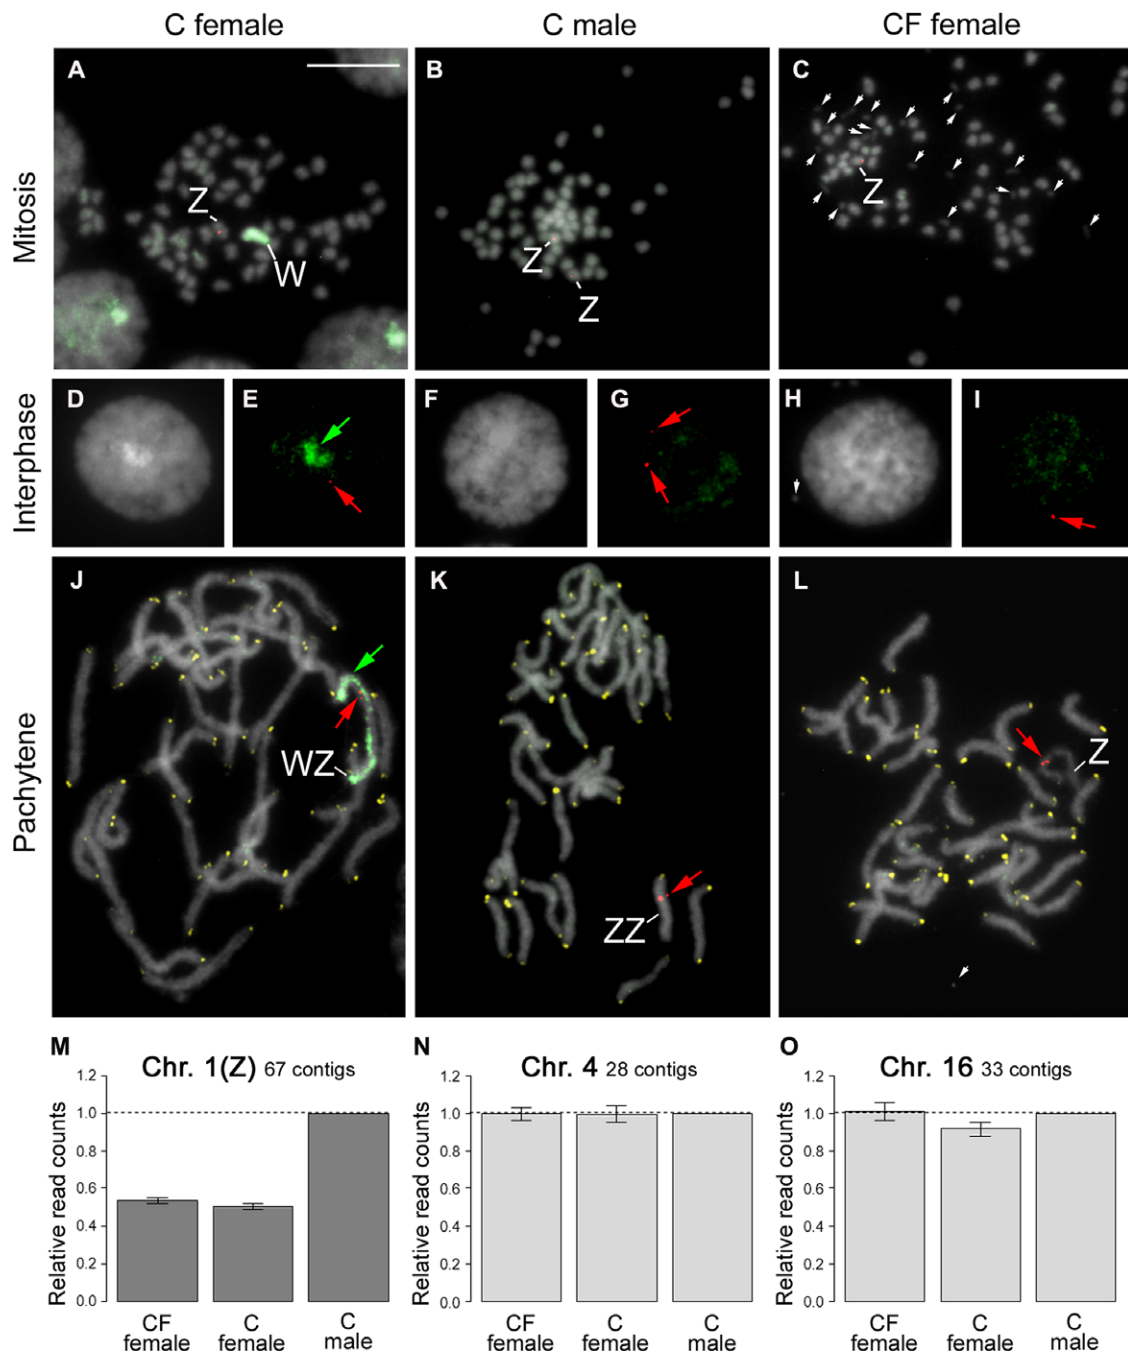 C female
C male
CF female
Mitosis
A
Z
W
B
Z
Z
C
Z
Interphase
D
E
F
G
H
I
Pachytene
J
WZ
K
ZZ
L
Z
M
Chr. 1(Z) 67 contigs
Relative read counts
1.2
1.0
0.8
0.6
0.4
0.2
0.0
CF
female
C
female
C
male
N
Chr. 4 28 contigs
Relative read counts
1.2
1.0
0.8
0.6
0.4
0.2
0.0
CF
female
C
female
C
male
O
Chr. 16 33 contigs
Relative read counts
1.2
1.0
0.8
0.6
0.4
0.2
0.0
CF
female
C
female
C
male